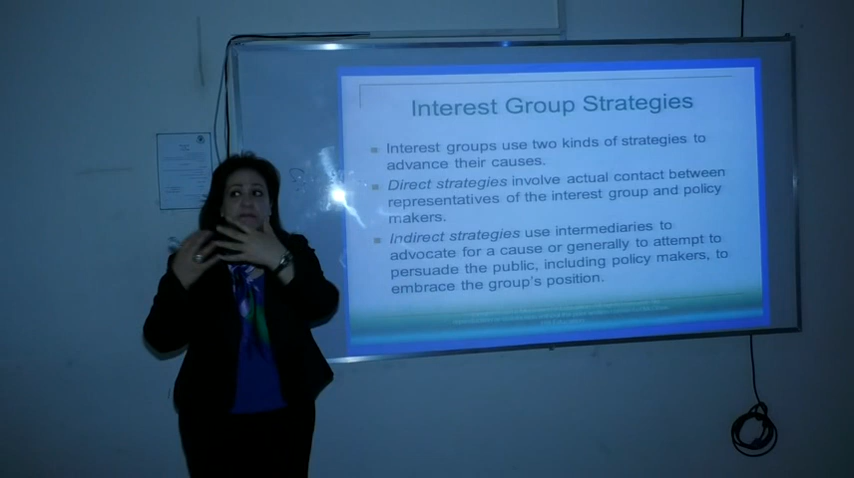 Interest Group Strategies
Interest groups use two kinds of strategies to
advance their causes.
Direct strategies involve actual contact between
representatives of the interest group and policy
makers.
Indirect strategies use intermediaries to
advocate for a cause or generally to attempt to
persuade the public, including policy makers, to
embrace the group's position.